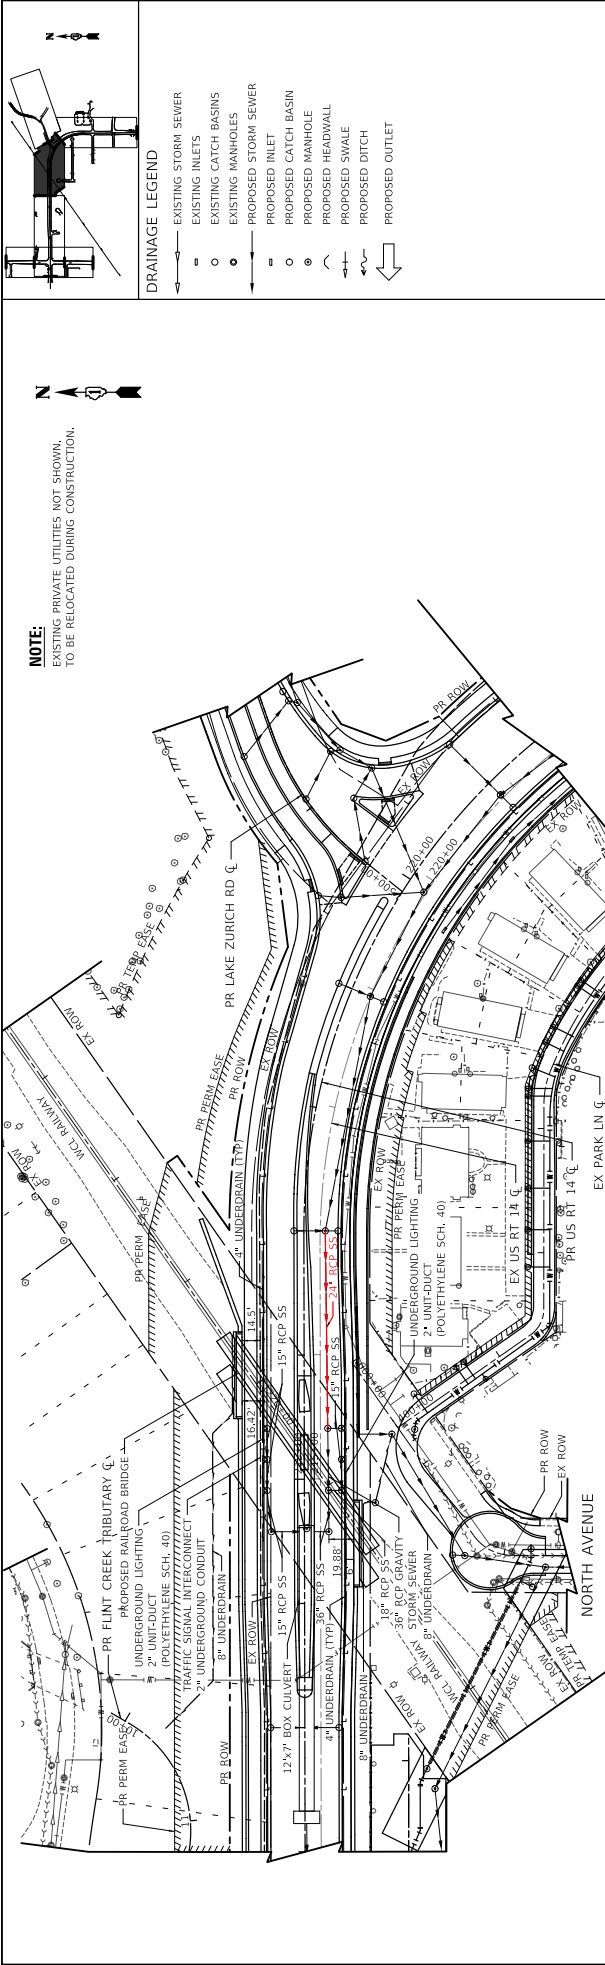 N
DRAINAGE LEGEND
EXISTING STORM SEWER
EXISTING INLETS
EXISTING CATCH BASINS
EXISTING MANHOLES
PROPOSED STORM SEWER
PROPOSED INLET
PROPOSED CATCH BASIN
PROPOSED MANHOLE
PROPOSED HEADWALL
PROPOSED SWALE
PROPOSED DITCH
PROPOSED OUTLET
N
NOTE:
EXISTING PRIVATE UTILITIES NOT SHOWN.
TO BE RELOCATED DURING CONSTRUCTION.
PR FLINT CREEK TRIBUTARY ℄
PROPOSED RAILROAD BRIDGE
UNDERGROUND LIGHTING
2" UNIT-DUCT
(POLYETHYLENE SCH. 40)
TRAFFIC SIGNAL INTERCONNECT
2" UNDERGROUND CONDUIT
8" UNDERDRAIN
EX ROW
15" RCP SS
12'x7' BOX CULVERT
36" RCP SS
4" UNDERDRAIN (TYP)
8" UNDERDRAIN
10+00
PR PERM EASE
PR ROW
EX ROW
WCL RAILWAY
EX ROW
PR TEMP EASE
PR PERM EASE
PR PERM EASE
PR ROW
EX ROW
4" UNDERDRAIN (TYP)
14.5'
16.42'
15" RCP SS
24" RCP SS
15" RCP SS
19.88'
6'
18" RCP SS
36" RCP GRAVITY
STORM SEWER
8" UNDERDRAIN
PR LAKE ZURICH RD ℄
EX ROW
PR ROW
220+00
220+00
EX ROW
EX ROW
PR PERM EASE
UNDERGROUND LIGHTING
2" UNIT-DUCT
(POLYETHYLENE SCH. 40)
EX US RT 14 ℄
PR US RT 14 ℄
EX PARK LN ℄
EX ROW
WCL RAILWAY
PR PERM EASE
EX ROW
PR TEMP EASE
PR ROW
EX ROW
NORTH AVENUE